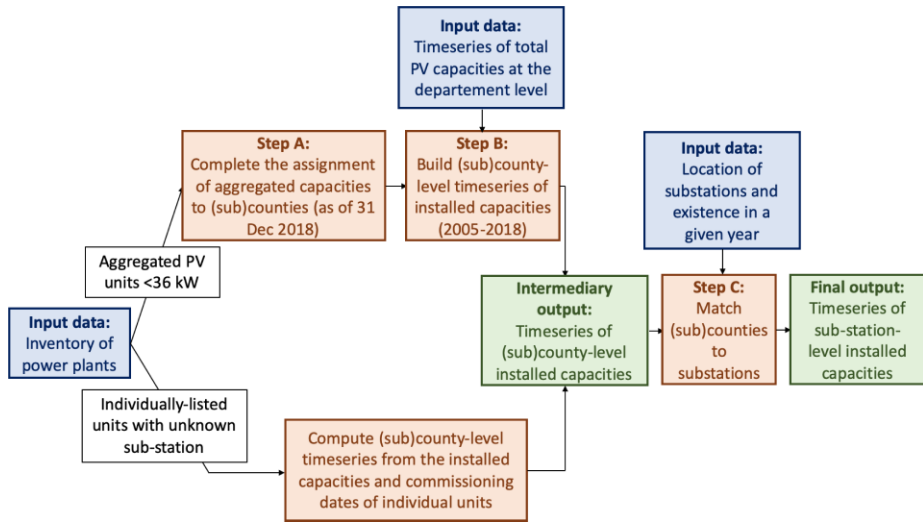 Input data:
Timeseries of total
PV capacities at the
departement level
Step A:
Complete the assignment
of aggregated capacities
to (sub)counties (as of 31
Dec 2018)
Step B:
Build (sub)county-
level timeseries of
installed capacities
(2005-2018)
Input data:
Location of
substations and
existence in a
given year
Aggregated PV
units <36 kW
Input data:
Inventory of
power plants
Individually-listed
units with unknown
sub-station
Compute (sub)county-level
timeseries from the installed
capacities and commissioning
dates of individual units
Intermediary
output:
Timeseries of
(sub)county-level
installed capacities
Step C:
Match
(sub)counties
to
substations
Final output:
Timeseries of
sub-station-
level installed
capacities